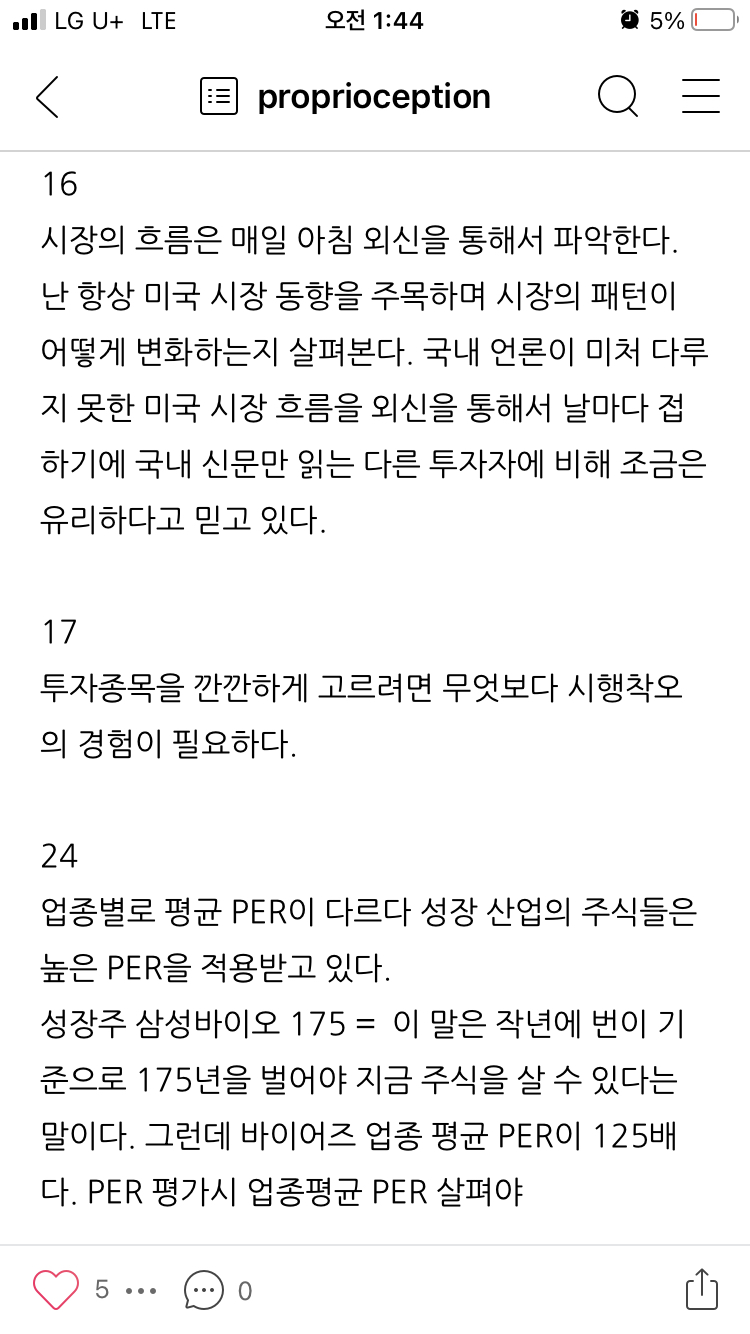 LG U+ LTE 오전 1:44 5%
proprioception
16
시장의 흐름은 매일 아침 외신을 통해서 파악한다.
난 항상 미국 시장 동향을 주목하며 시장의 패턴이
어떻게 변화하는지 살펴본다. 국내 언론이 미처 다루
지 못한 미국 시장 흐름을 외신을 통해서 날마다 접
하기에 국내 신문만 읽는 다른 투자자에 비해 조금은
유리하다고 믿고 있다.
17
투자종목을 깐깐하게 고르려면 무엇보다 시행착오
의 경험이 필요하다.
24
업종별로 평균 PER이 다르다 성장 산업의 주식들은
높은 PER을 적용받고 있다.
성장주 삼성바이오 175 = 이 말은 작년에 번이 기
준으로 175년을 벌어야 지금 주식을 살 수 있다는
말이다. 그런데 바이어즈 업종 평균 PER이 125배
다. PER 평가시 업종평균 PER 살펴야
5 ••• 0